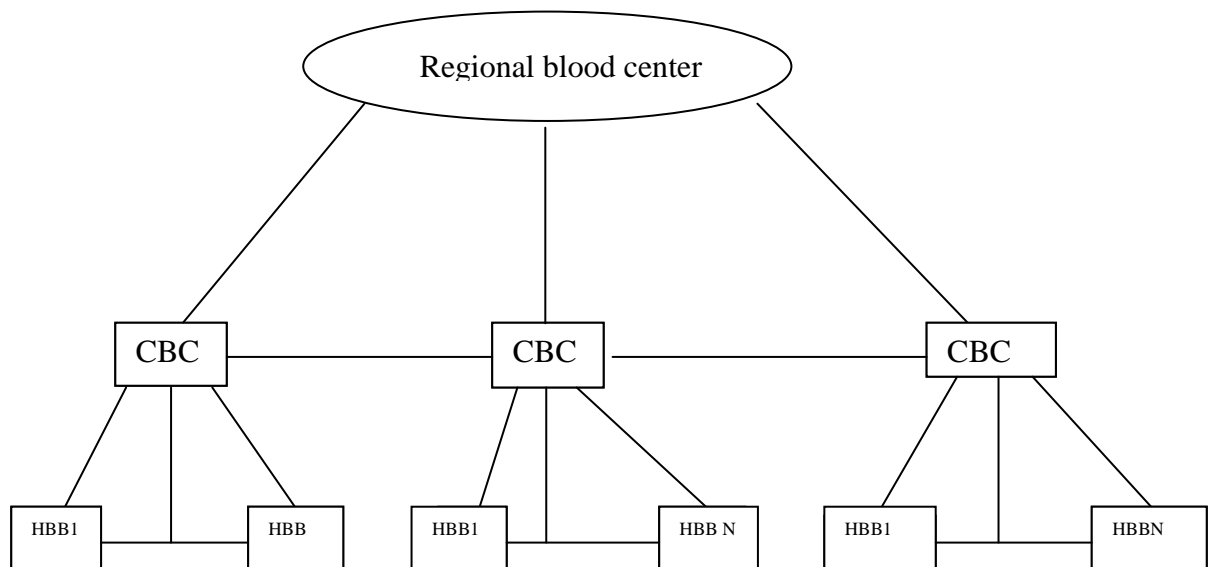 Regional blood center
CBC
CBC
CBC
HBB1
HBB
HBB1
HBB N
HBB1
HBBN